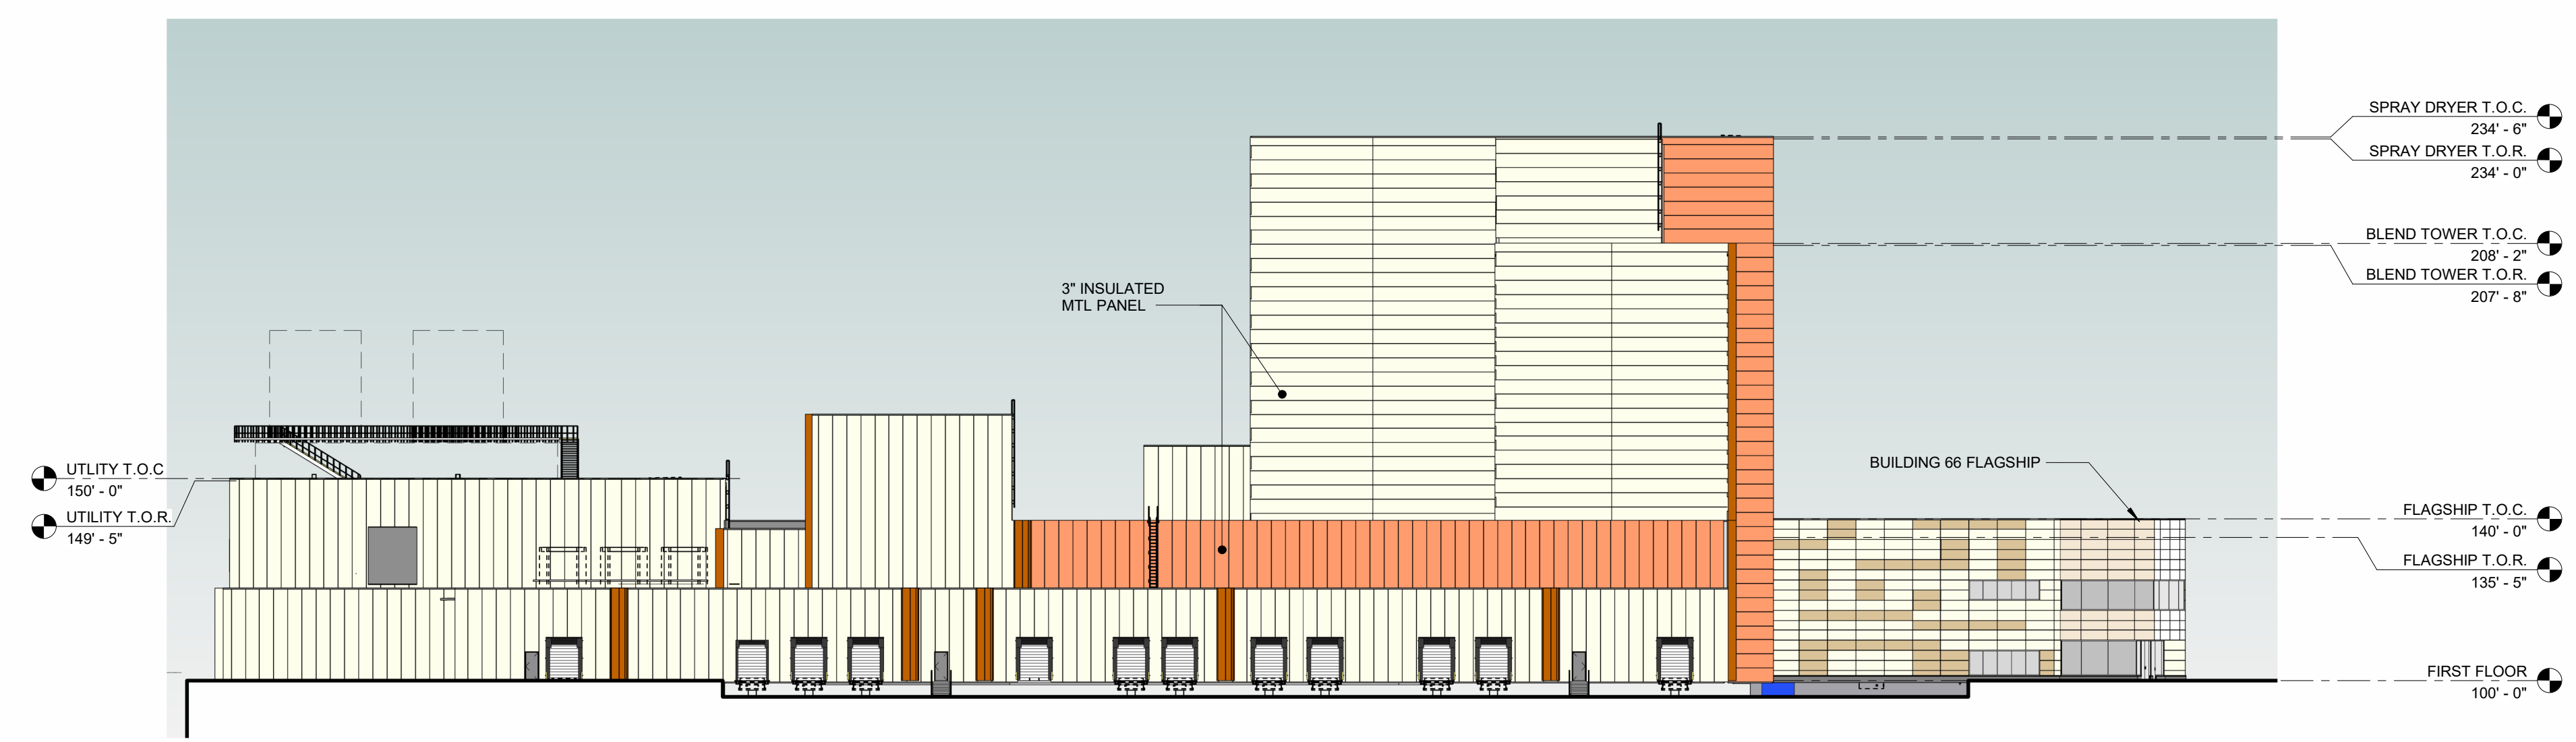 SPRAY DRYER T.O.C.
234' - 6"
SPRAY DRYER T.O.R.
234' - 0"
BLEND TOWER T.O.C.
208' - 2"
BLEND TOWER T.O.R.
207' - 8"
3" INSULATED
MTL PANEL
BUILDING 66 FLAGSHIP
UTLITY T.O.C
150' - 0"
UTILITY T.O.R.
149' - 5"
FLAGSHIP T.O.C.
140' - 0"
FLAGSHIP T.O.R.
135' - 5"
FIRST FLOOR
100' - 0"